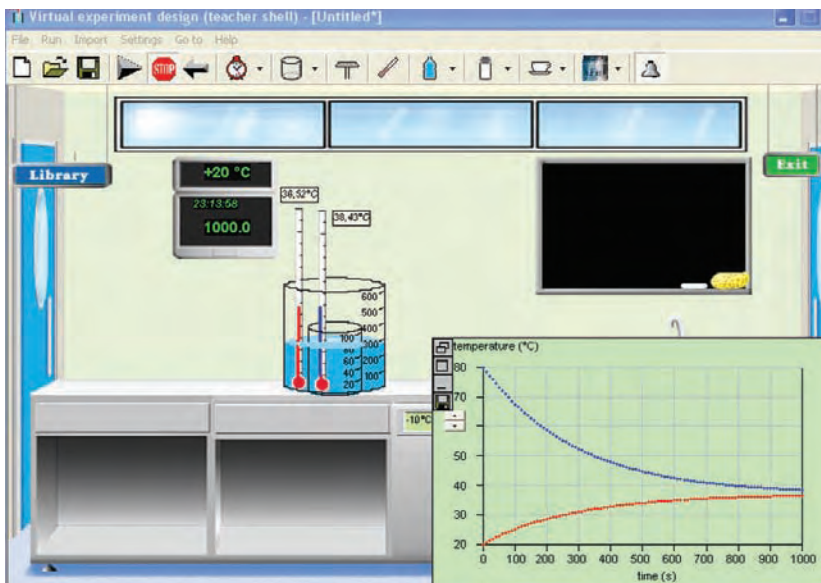 Virtual experiment design (teacher shell) - [Untitled*]
File Run Import Settings Go to Help
STOP
Library
Exit
+20 °C
23:13:58
1000.0
36,52°C
38,43°C
600
500
400
300
200
100
100
80
60
40
20
-10°C
temperature (°C)
80
70
50
40
30
20
0 100 200 300 400 500 600 700 800 900 1000
time (s)